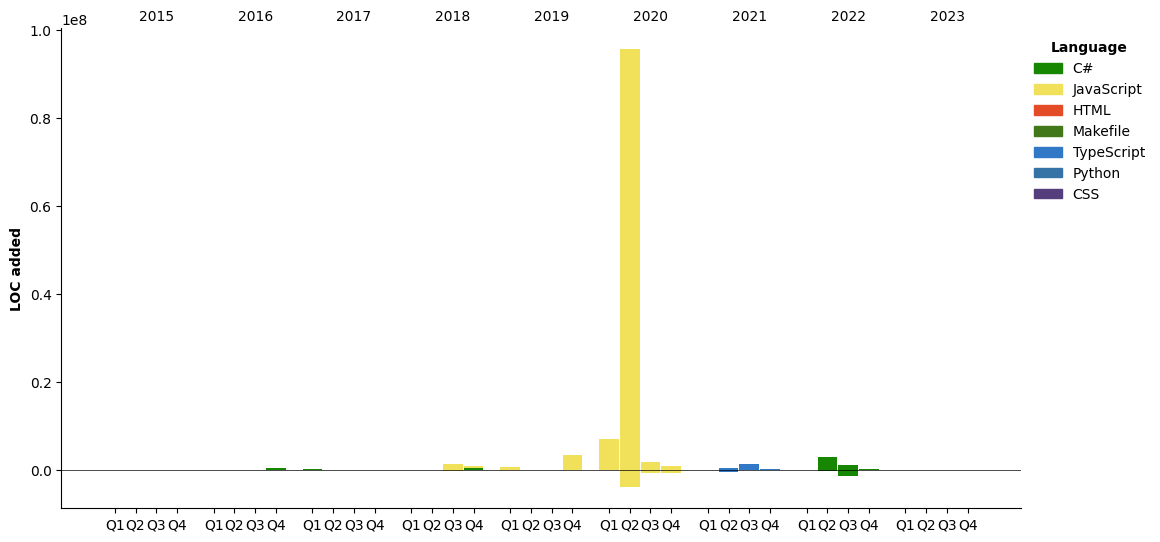 2015 2016 2017 2018 2019 2020 2021 2022 2023
1e8
1.0
0.8
0.6
0.4
0.2
0.0
LOC added
Q1 Q2 Q3 Q4 Q1 Q2 Q3 Q4 Q1 Q2 Q3 Q4 Q1 Q2 Q3 Q4 Q1 Q2 Q3 Q4 Q1 Q2 Q3 Q4 Q1 Q2 Q3 Q4 Q1 Q2 Q3 Q4 Q1 Q2 Q3 Q4
Language
C#
JavaScript
HTML
Makefile
TypeScript
Python
CSS